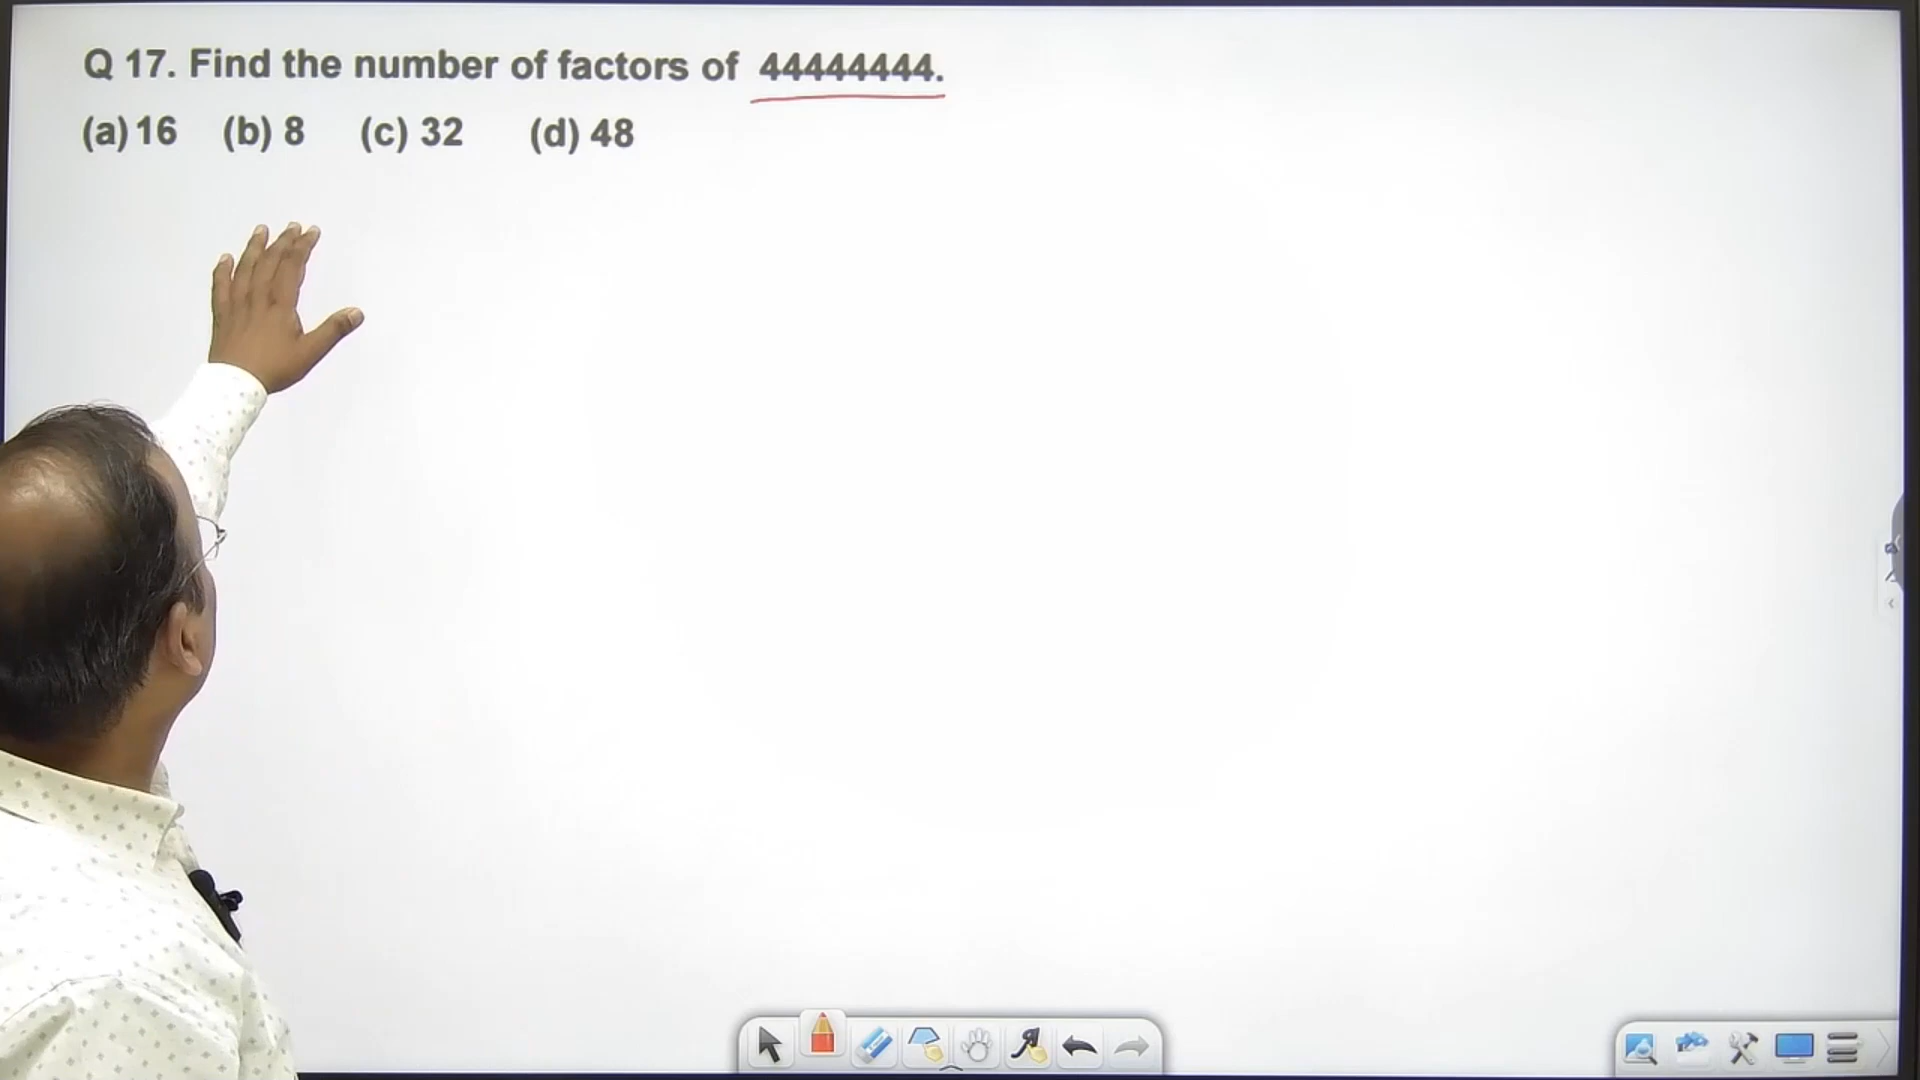 Q 17. Find the number of factors of 44444444.
(a) 16 (b) 8 (c) 32 (d) 48